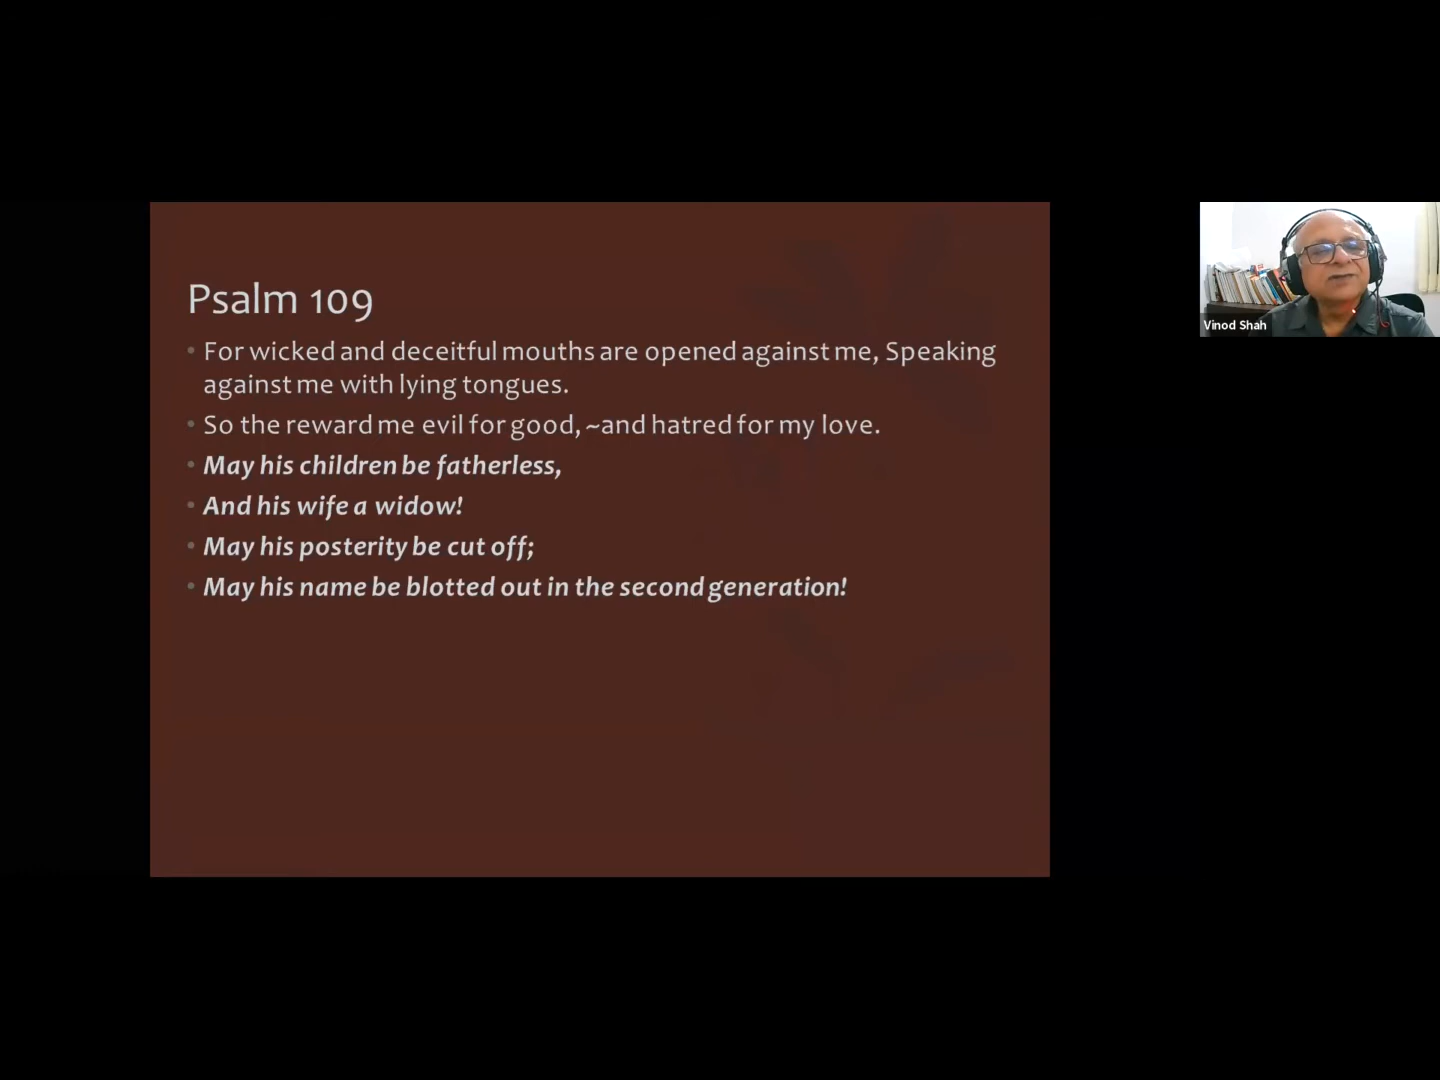 Psalm 109
• For wicked and deceitful mouths are opened against me, Speaking
against me with lying tongues.
• So the reward me evil for good, ~and hatred for my love.
• May his children be fatherless,
• And his wife a widow!
• May his posterity be cut off;
• May his name be blotted out in the second generation!
Vinod Shah